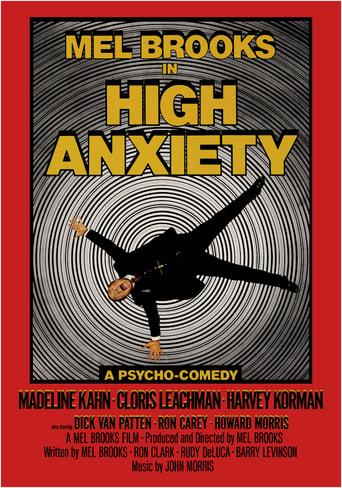 MEL BROOKS
IN
HIGH
ANXIETY
A PSYCHO-COMEDY
MADELINE KAHN · CLORIS LEACHMAN · HARVEY KORMAN
also starring DICK VAN PATTEN · RON CAREY · HOWARD MORRIS
A MEL BROOKS FILM · Produced and Directed by MEL BROOKS
Written by MEL BROOKS · RON CLARK · RUDY DeLUCA · BARRY LEVINSON
Music by JOHN MORRIS